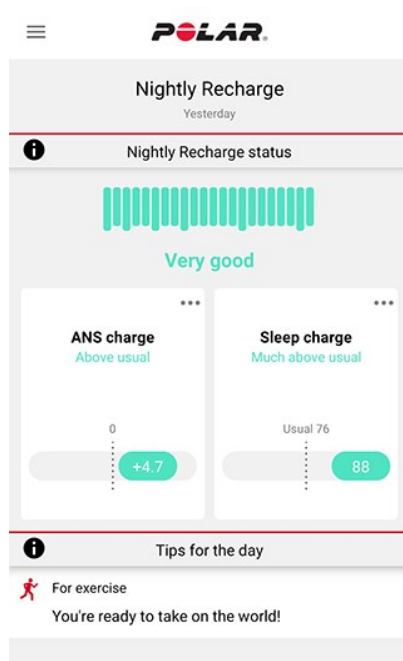 POLAR.
Nightly Recharge
Yesterday
Nightly Recharge status
Very good
ANS charge
Above usual
0
+4.7
Sleep charge
Much above usual
Usual 76
88
Tips for the day
For exercise
You're ready to take on the world!